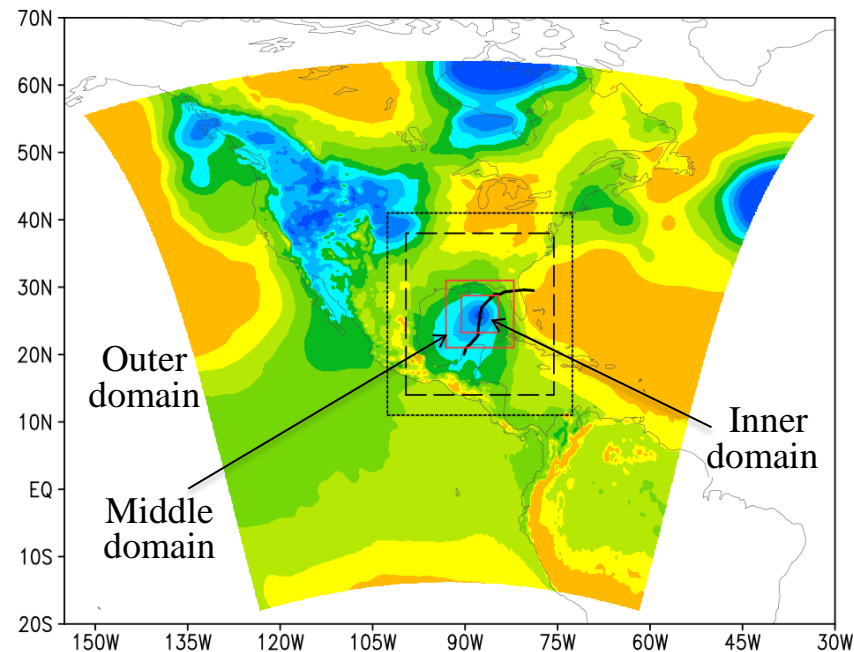 70N
60N
50N
40N
30N
20N
10N
EQ
10S
20S
150W 135W 120W 105W 90W 75W 60W 45W 30W
Outer
domain
Middle
domain
Inner
domain